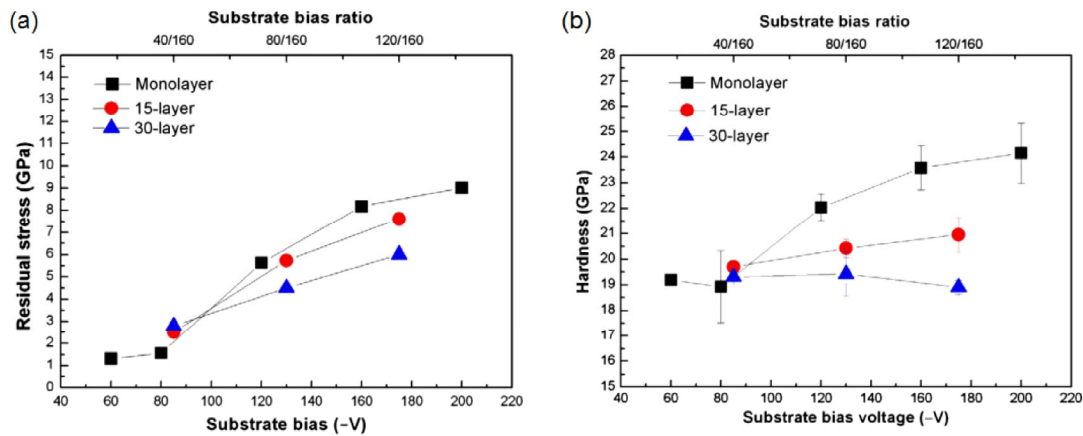 (a)
Substrate bias ratio
40/160 80/160 120/160
15
14
13
12
11
10
9
8
7
6
5
4
3
2
1
0
Residual stress (GPa)
Monolayer
15-layer
30-layer
40 60 80 100 120 140 160 180 200 220
Substrate bias (−V)
(b)
Substrate bias ratio
40/160 80/160 120/160
28
27
26
25
24
23
22
21
20
19
18
17
16
15
Hardness (GPa)
Monolayer
15-layer
30-layer
40 60 80 100 120 140 160 180 200 220
Substrate bias voltage (−V)